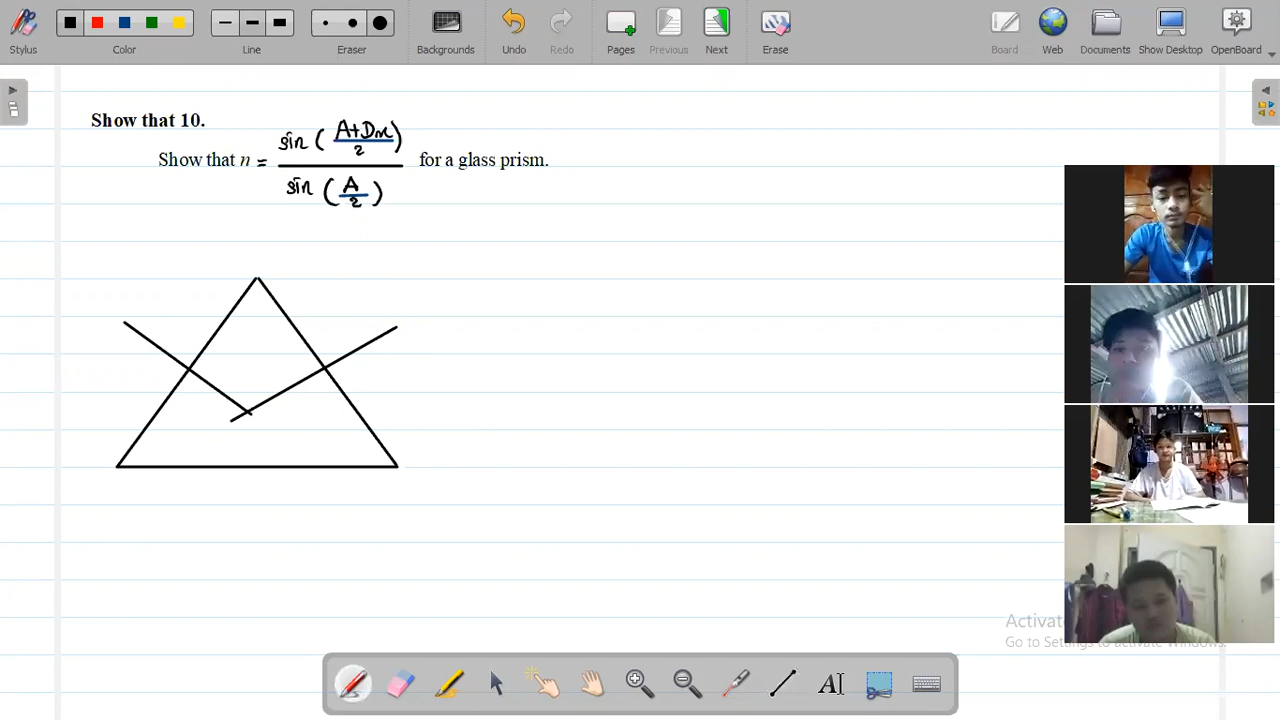 Stylus Color Line Eraser Backgrounds Undo Redo Pages Previous Next Erase Board Web Documents Show Desktop OpenBoard
Show that 10.
Show that n = sin (A+Dm/2) / sin (A/2) for a glass prism.
Activate
Go to Settings to activate Windows.